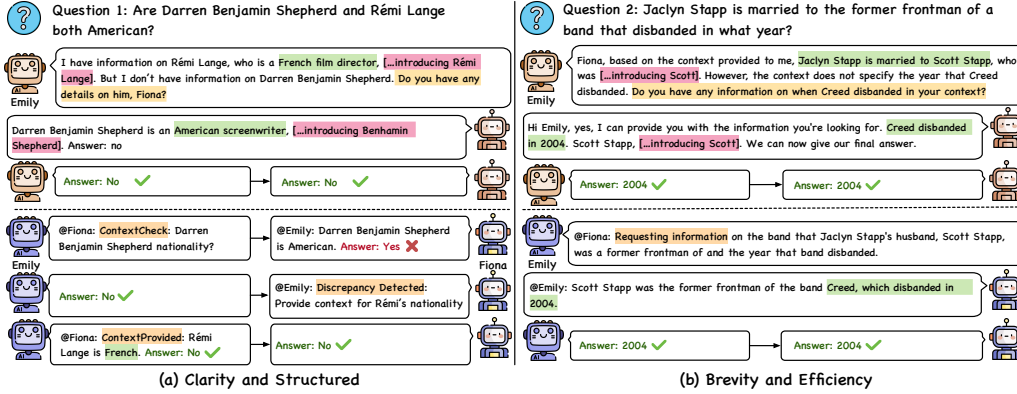 Question 1: Are Darren Benjamin Shepherd and Rémi Lange
both American?
I have information on Rémi Lange, who is a French film director, [...introducing Rémi
Lange]. But I don't have information on Darren Benjamin Shepherd. Do you have any
details on him, Fiona?
Emily
AI
Darren Benjamin Shepherd is an American screenwriter, [...introducing Benhamin
Shepherd]. Answer: no
AI
Answer: No
Answer: No
AI
@Fiona: ContextCheck: Darren
Benjamin Shepherd nationality?
@Emily: Darren Benjamin Shepherd
is American. Answer: Yes
Emily
Fiona
AI
Answer: No
@Emily: Discrepancy Detected:
Provide context for Rémi's nationality
AI
@Fiona: ContextProvided: Rémi
Lange is French. Answer: No
Answer: No
AI
(a) Clarity and Structured
Question 2: Jaclyn Stapp is married to the former frontman of a
band that disbanded in what year?
Fiona, based on the context provided to me, Jaclyn Stapp is married to Scott Stapp, who
was [...introducing Scott]. However, the context does not specify the year that Creed
disbanded. Do you have any information on when Creed disbanded in your context?
Emily
AI
Hi Emily, yes, I can provide you with the information you're looking for. Creed disbanded
in 2004. Scott Stapp, [...introducing Scott]. We can now give our final answer.
Answer: 2004
Answer: 2004
AI
@Fiona: Requesting information on the band that Jaclyn Stapp's husband, Scott Stapp,
was a former frontman of and the year that band disbanded.
Emily
AI
@Emily: Scott Stapp was the former frontman of the band Creed, which disbanded in
2004.
Answer: 2004
Answer: 2004
AI
(b) Brevity and Efficiency